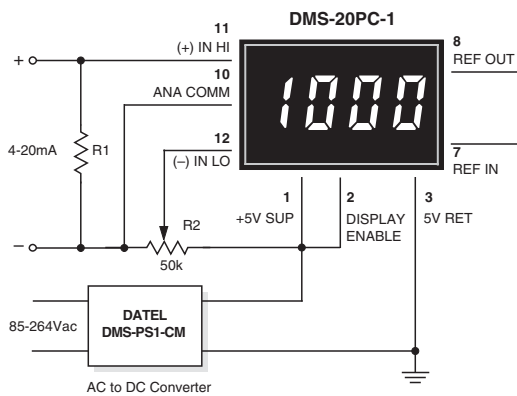 DMS-20PC-1
11
(+) IN HI
8
REF OUT
+
10
ANA COMM
1000
4-20mA
R1
12
(–) IN LO
7
REF IN
1
+5V SUP
2
DISPLAY
ENABLE
3
5V RET
R2
–
50k
85-264Vac
DATEL
DMS-PS1-CM
AC to DC Converter